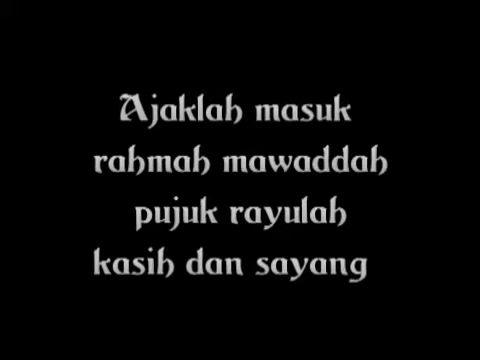 Ajaklah masuk
rahmah mawaddah
pujuk rayulah
kasih dan sayang